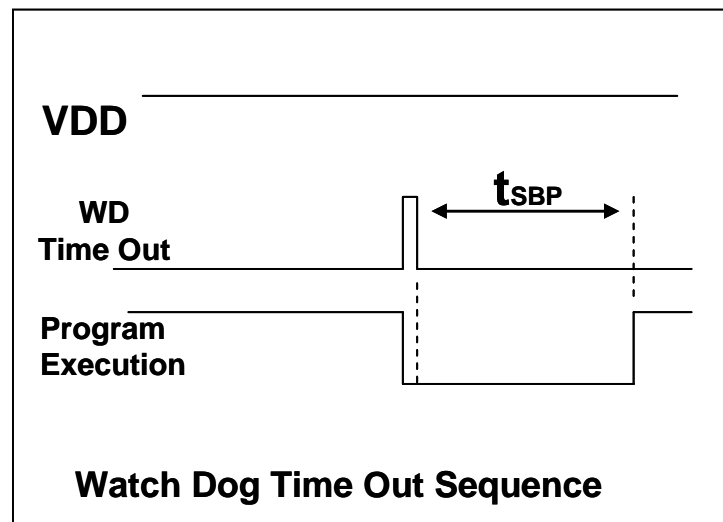 VDD
tSBP
WD
Time Out
Program
Execution
Watch Dog Time Out Sequence